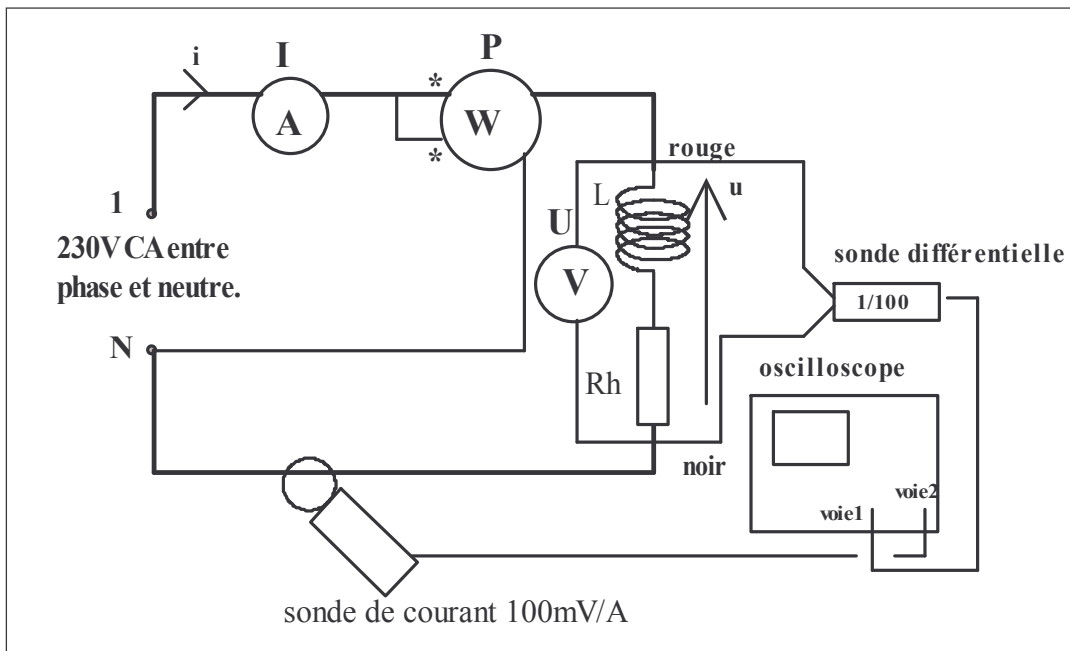 i
I
A
*
*
P
W
1
230V CA entre
phase et neutre.
N
rouge
L
u
U
V
Rh
noir
sonde différentielle
1/100
oscilloscope
voie1
voie2
sonde de courant 100mV/A